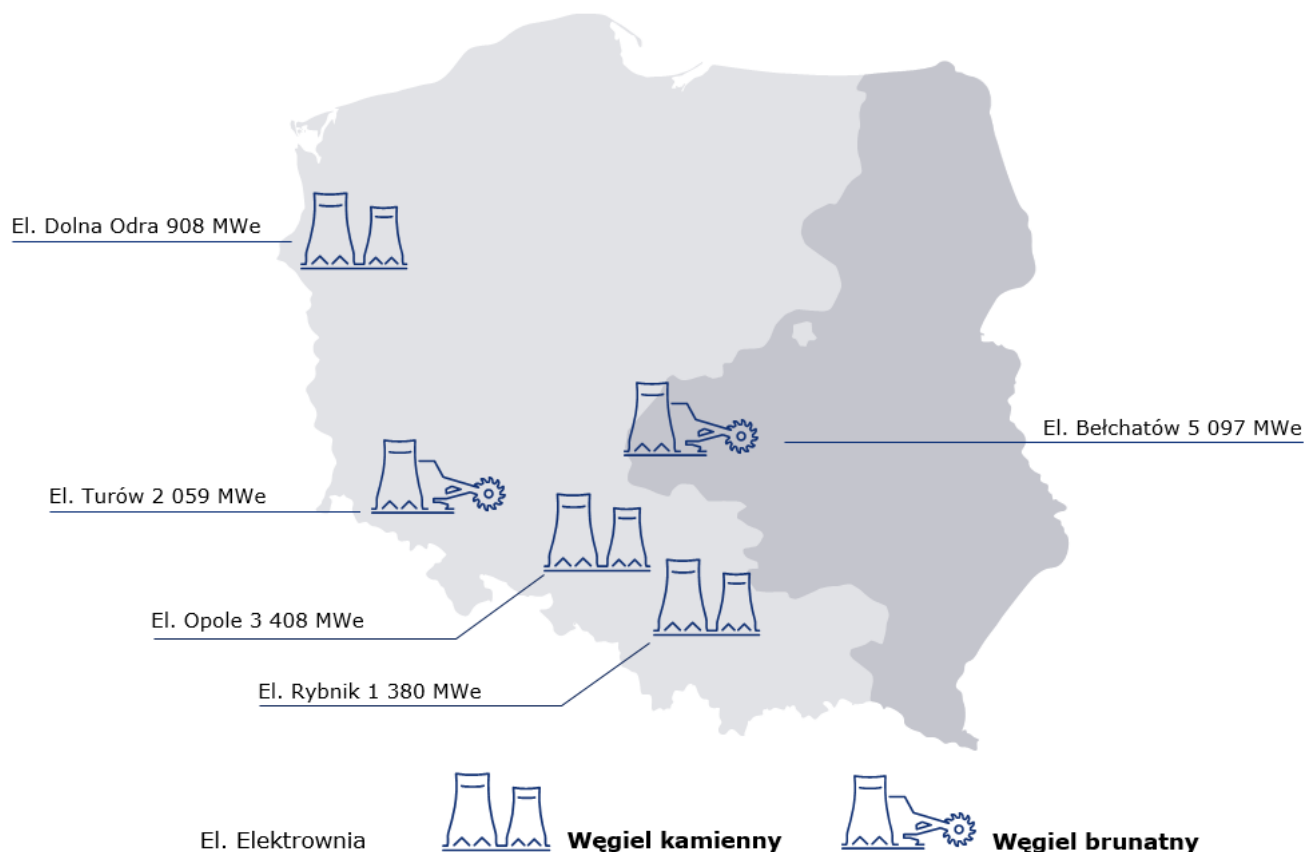 El. Dolna Odra 908 MWe
El. Bełchatów 5 097 MWe
El. Turów 2 059 MWe
El. Opole 3 408 MWe
El. Rybnik 1 380 MWe
El. Elektrownia
Węgiel kamienny
Węgiel brunatny